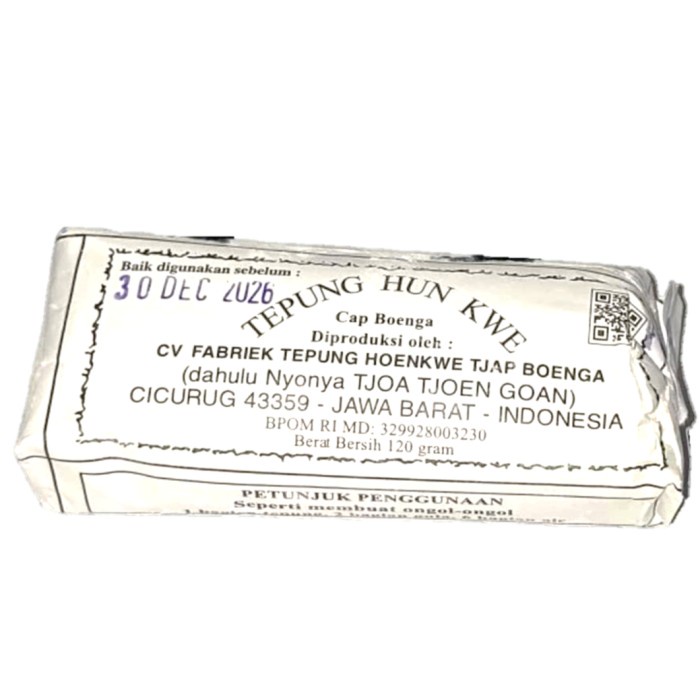 Baik digunakan sebelum :
30 DEC 2026
TEPUNG HUN KWE
Cap Boenga
Diproduksi oleh :
CV FABRIEK TEPUNG HOENKWE TJAP BOENGA
(dahulu Nyonya TJOA TJOEN GOAN)
CICURUG 43359 - JAWA BARAT - INDONESIA
BPOM RI MD: 329928003230
Berat Bersih 120 gram
PETUNJUK PENGGUNAAN
Seperti membuat ongol-ongol